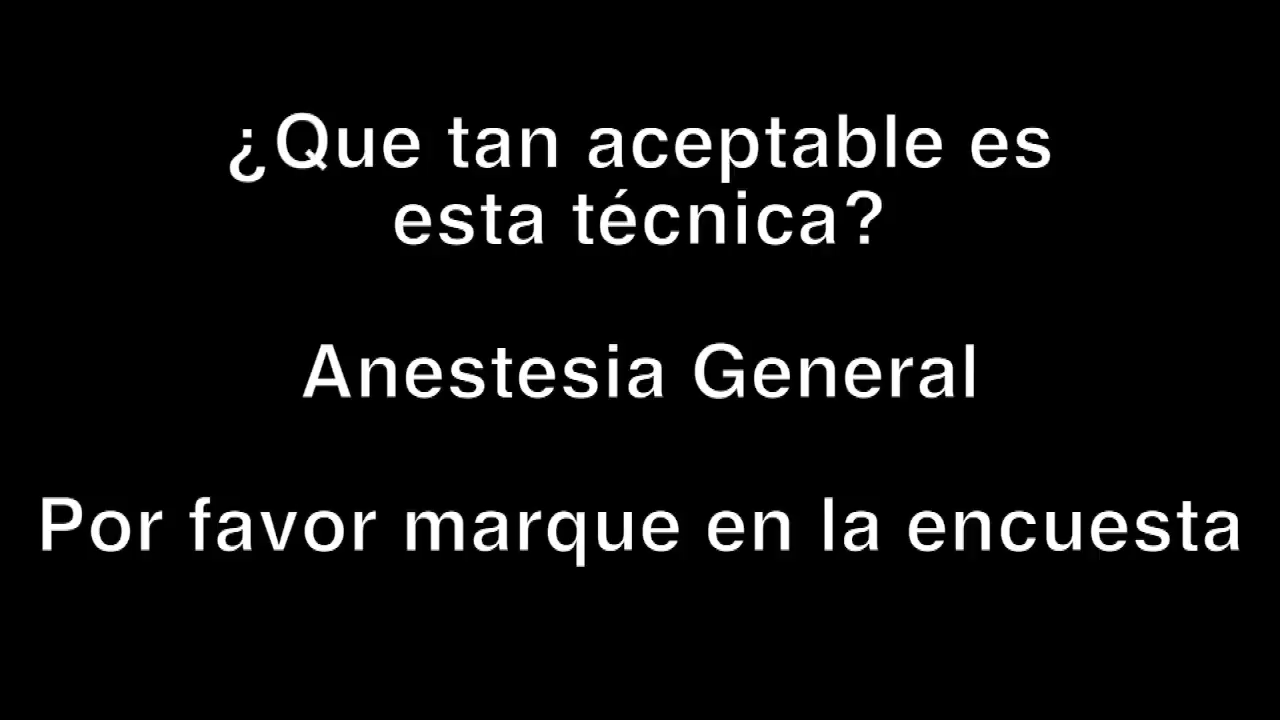 ¿Que tan aceptable es
esta técnica?
Anestesia General
Por favor marque en la encuesta